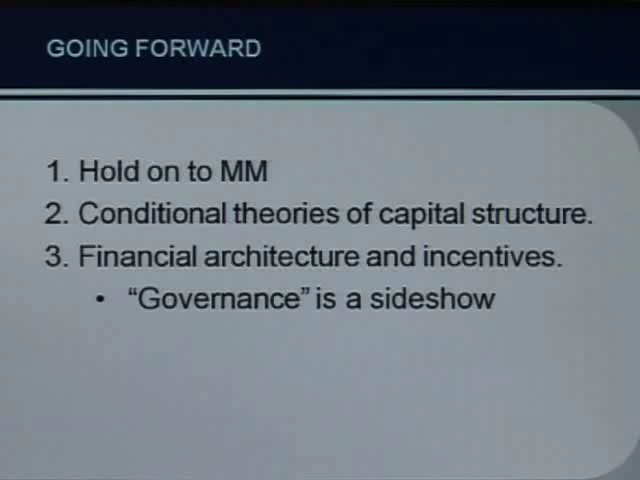 GOING FORWARD
1. Hold on to MM
2. Conditional theories of capital structure.
3. Financial architecture and incentives.
• “Governance” is a sideshow